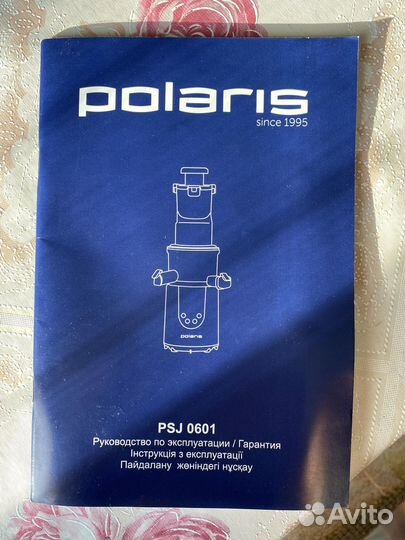 polaris
since 1995
polaris
PSJ 0601
Руководство по эксплуатации / Гарантия
Інструкція з експлуатації
Пайдалану жөніндегі нұсқау
Avito